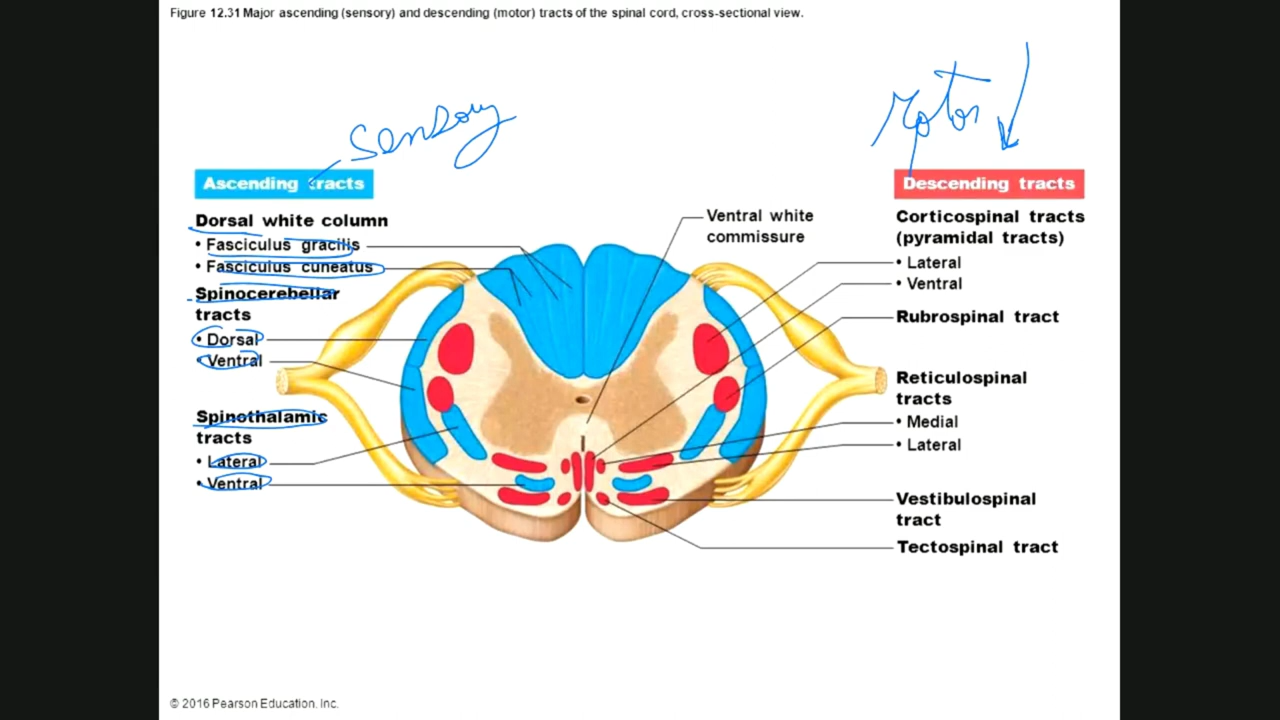 Figure 12.31 Major ascending (sensory) and descending (motor) tracts of the spinal cord, cross-sectional view.
Sensory
Motor
Ascending tracts
Dorsal white column
• Fasciculus gracilis
• Fasciculus cuneatus
Spinocerebellar
tracts
• Dorsal
• Ventral
Spinothalamic
tracts
• Lateral
• Ventral
Ventral white
commissure
Descending tracts
Corticospinal tracts
(pyramidal tracts)
• Lateral
• Ventral
Rubrospinal tract
Reticulospinal
tracts
• Medial
• Lateral
Vestibulospinal
tract
Tectospinal tract
© 2016 Pearson Education, Inc.